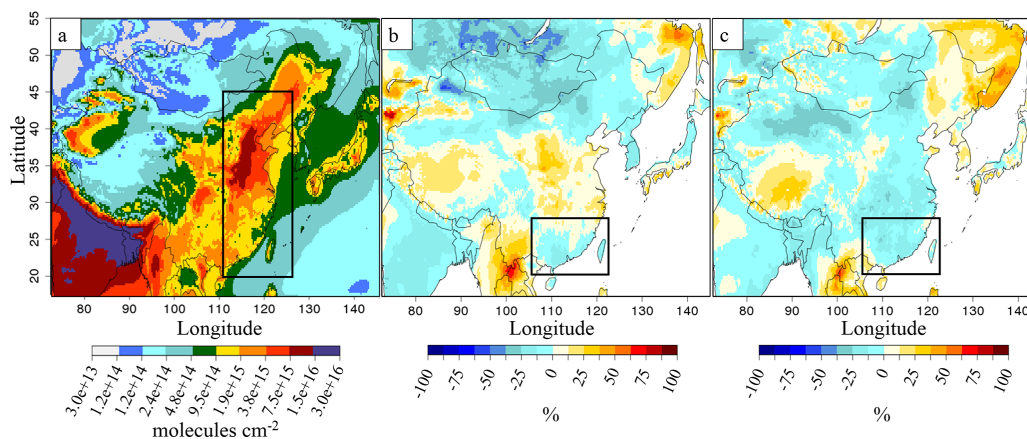 a
b
c
55
50
45
40
35
30
25
20
Latitude
80 90 100 110 120 130 140
80 90 100 110 120 130 140
80 90 100 110 120 130 140
Longitude
Longitude
Longitude
3.0e+13
1.2e+14
1.2e+14
2.4e+14
4.8e+14
9.5e+14
1.9e+15
3.8e+15
7.5e+15
1.5e+16
3.0e+16
molecules cm-2
-100
-75
-50
-25
0
25
50
75
100
%
-100
-75
-50
-25
0
25
50
75
100
%